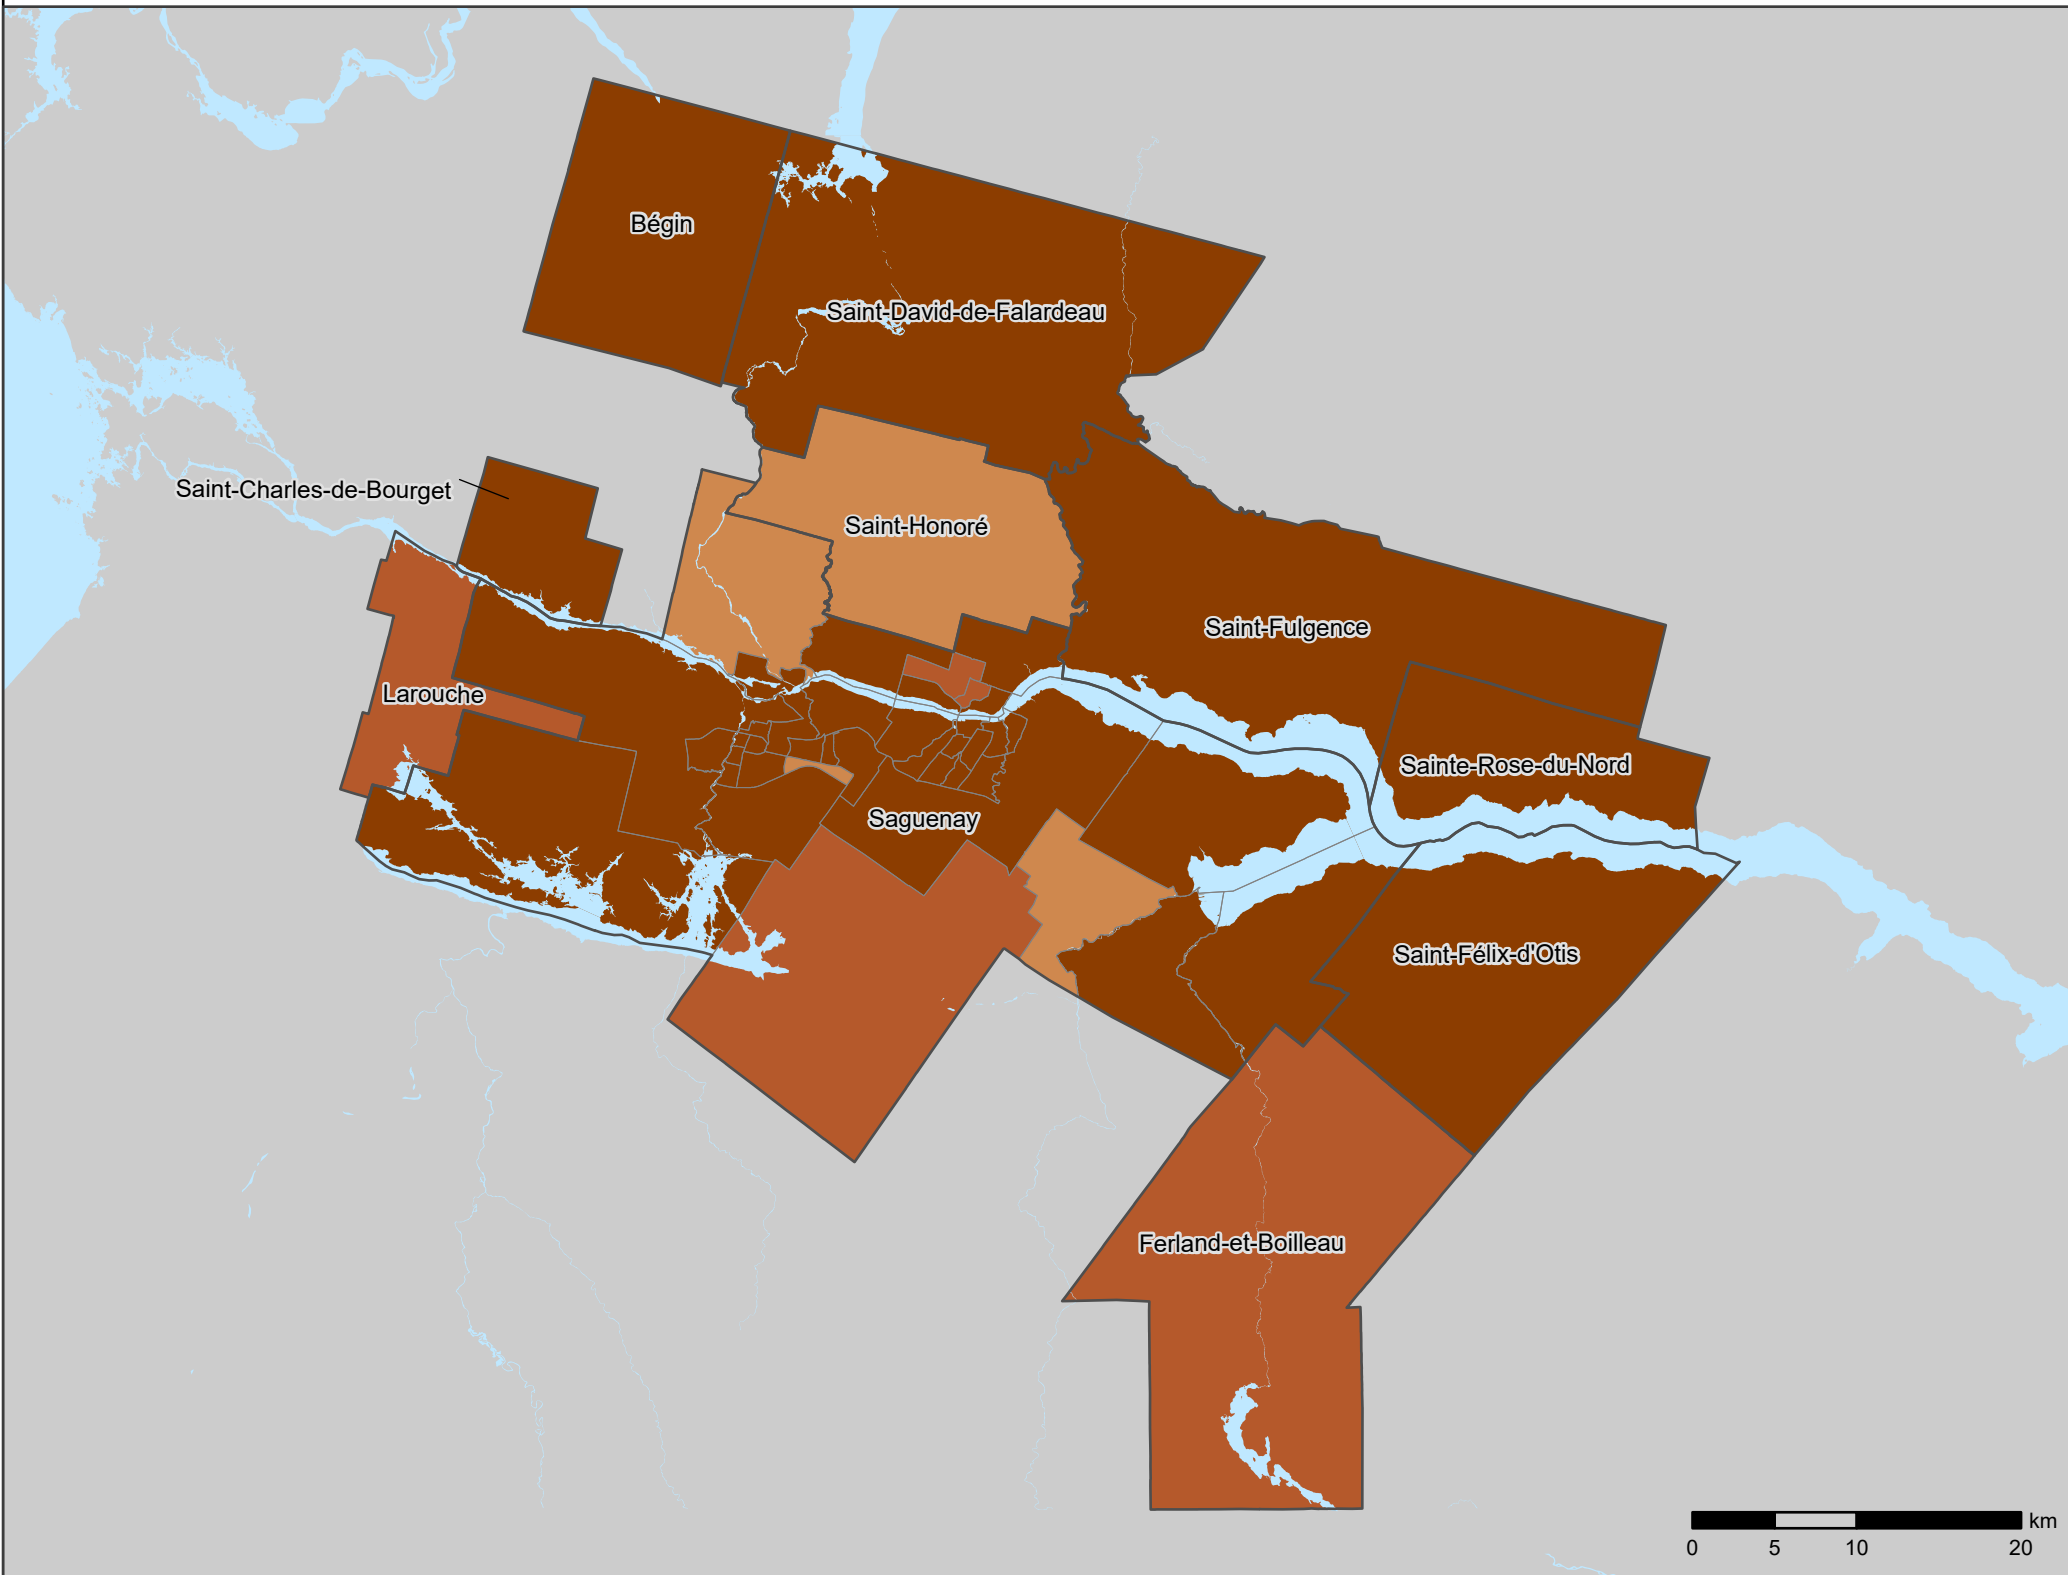 Bégin
Saint-David-de-Falardeau
Saint-Charles-de-Bourget
Saint-Honoré
Saint-Fulgence
Larouche
Sainte-Rose-du-Nord
Saguenay
Saint-Félix-d'Otis
Ferland-et-Boilleau
km
0 5 10 20